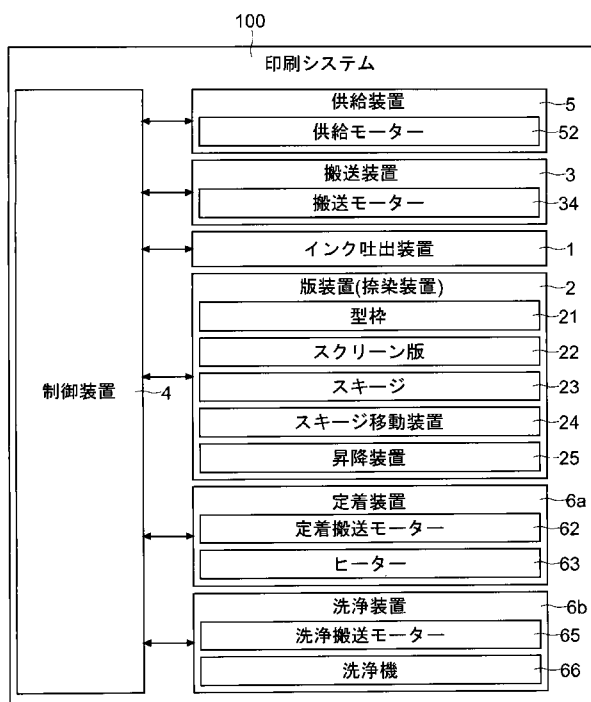 100
印刷システム
供給装置 5
供給モーター 52
搬送装置 3
搬送モーター 34
インク吐出装置 1
版装置(捺染装置) 2
型枠 21
スクリーン版 22
制御装置 4
スキージ 23
スキージ移動装置 24
昇降装置 25
定着装置 6a
定着搬送モーター 62
ヒーター 63
洗浄装置 6b
洗浄搬送モーター 65
洗浄機 66